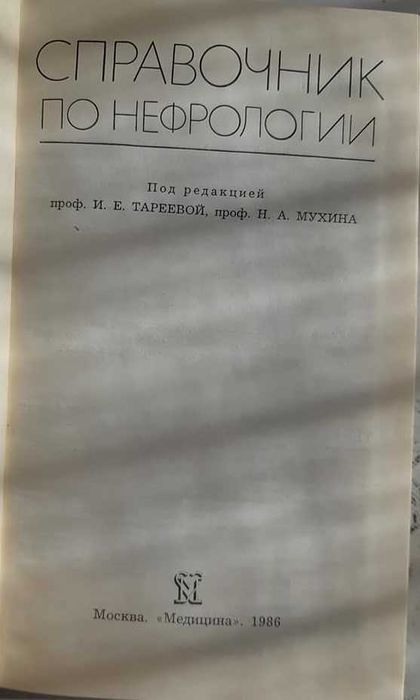 СПРАВОЧНИК
ПО НЕФРОЛОГИИ
Под редакцией
проф. И. Е. ТАРЕЕВОЙ, проф. Н. А. МУХИНА
Москва. «Медицина». 1986